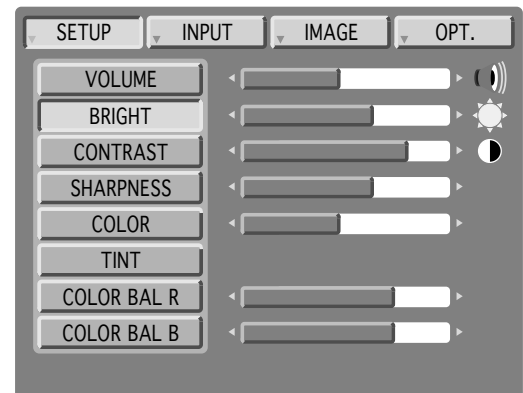 SETUP INPUT IMAGE OPT.
VOLUME
BRIGHT
CONTRAST
SHARPNESS
COLOR
TINT
COLOR BAL R
COLOR BAL B